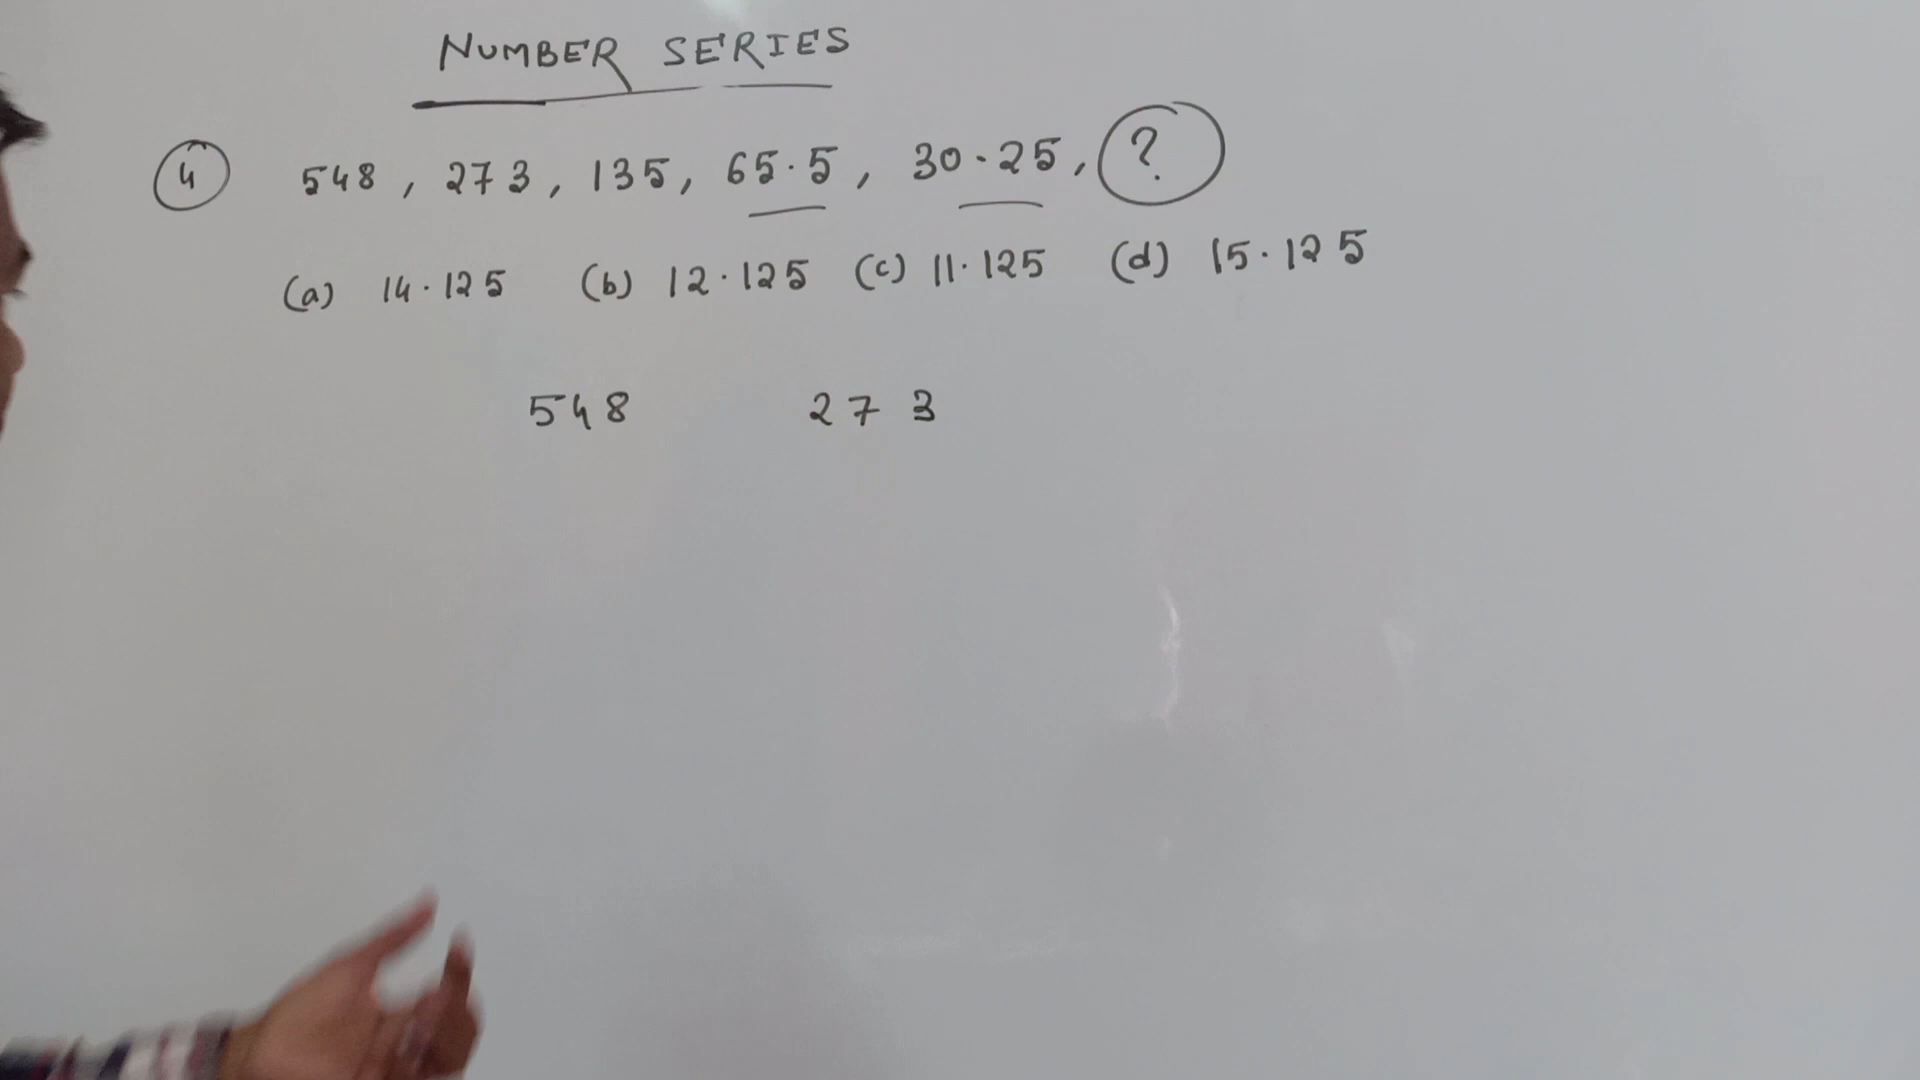 NUMBER SERIES
4 548, 273, 135, 65.5, 30.25, ?
(a) 14.125 (b) 12.125 (c) 11.125 (d) 15.125
548 273